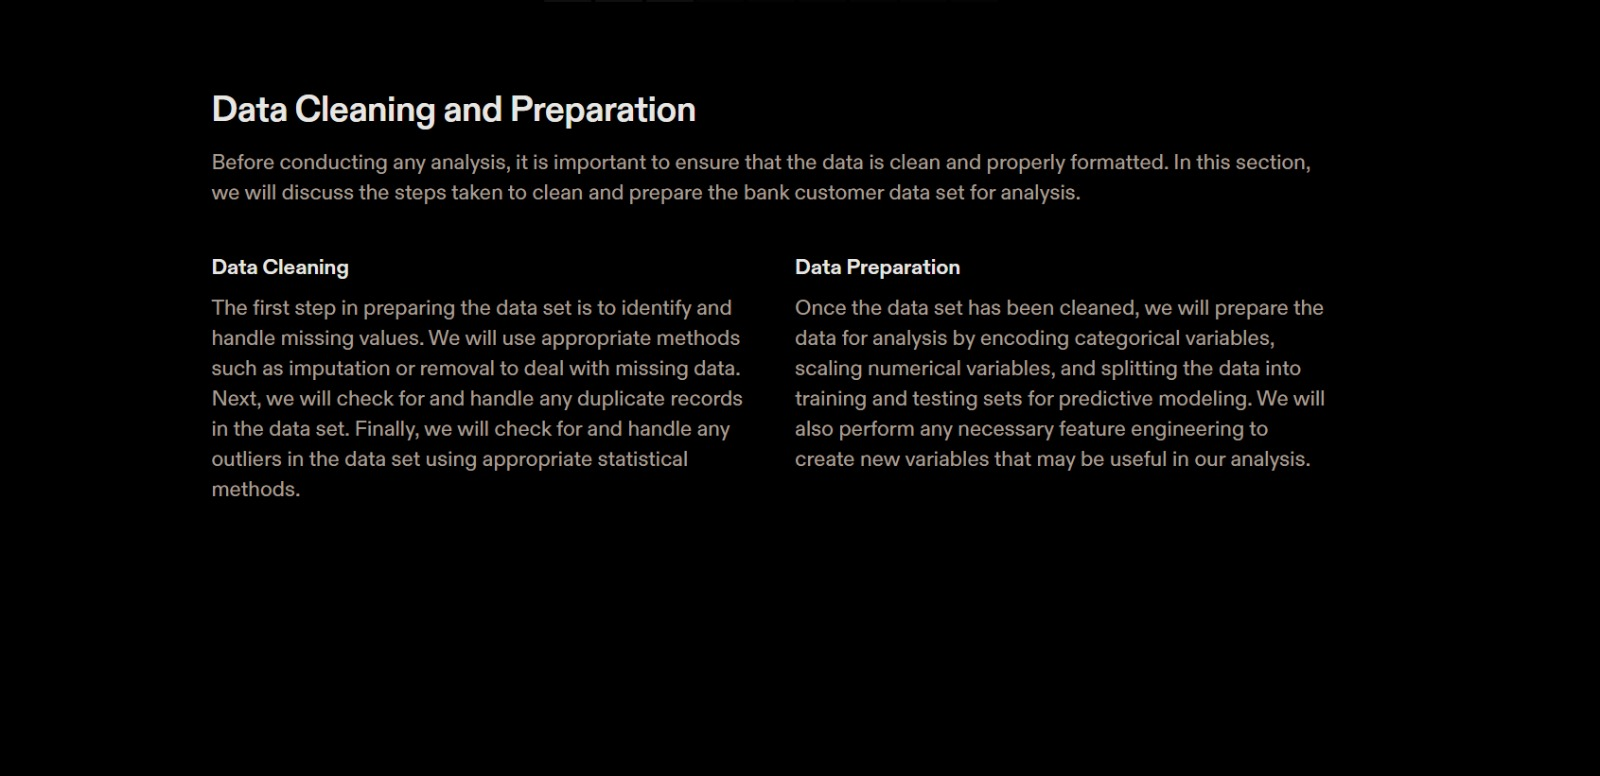 Data Cleaning and Preparation
Before conducting any analysis, it is important to ensure that the data is clean and properly formatted. In this section,
we will discuss the steps taken to clean and prepare the bank customer data set for analysis.
Data Cleaning
The first step in preparing the data set is to identify and
handle missing values. We will use appropriate methods
such as imputation or removal to deal with missing data.
Next, we will check for and handle any duplicate records
in the data set. Finally, we will check for and handle any
outliers in the data set using appropriate statistical
methods.
Data Preparation
Once the data set has been cleaned, we will prepare the
data for analysis by encoding categorical variables,
scaling numerical variables, and splitting the data into
training and testing sets for predictive modeling. We will
also perform any necessary feature engineering to
create new variables that may be useful in our analysis.